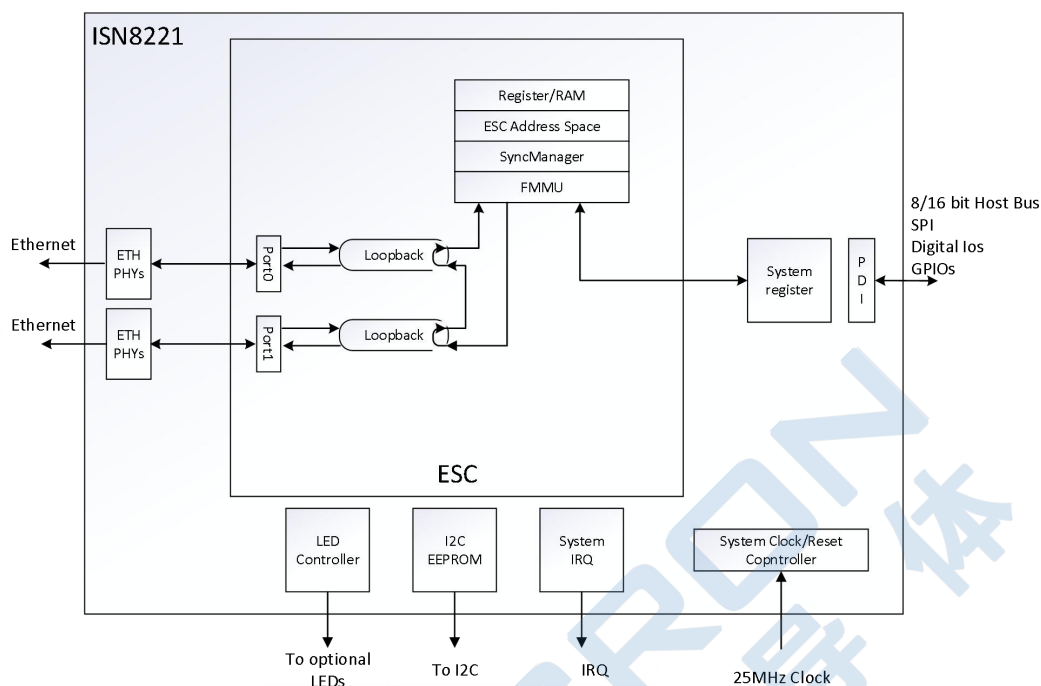 ISN8221
Register/RAM
ESC Address Space
SyncManager
FMMU
8/16 bit Host Bus
SPI
Digital Ios
GPIOs
Ethernet
ETH
PHYs
Port0
Loopback
System
register
P
D
I
Ethernet
ETH
PHYs
Port1
Loopback
ESC
LED
Controller
I2C
EEPROM
System
IRQ
System Clock/Reset
Copntroller
To optional
LEDs
To I2C
IRQ
25MHz Clock